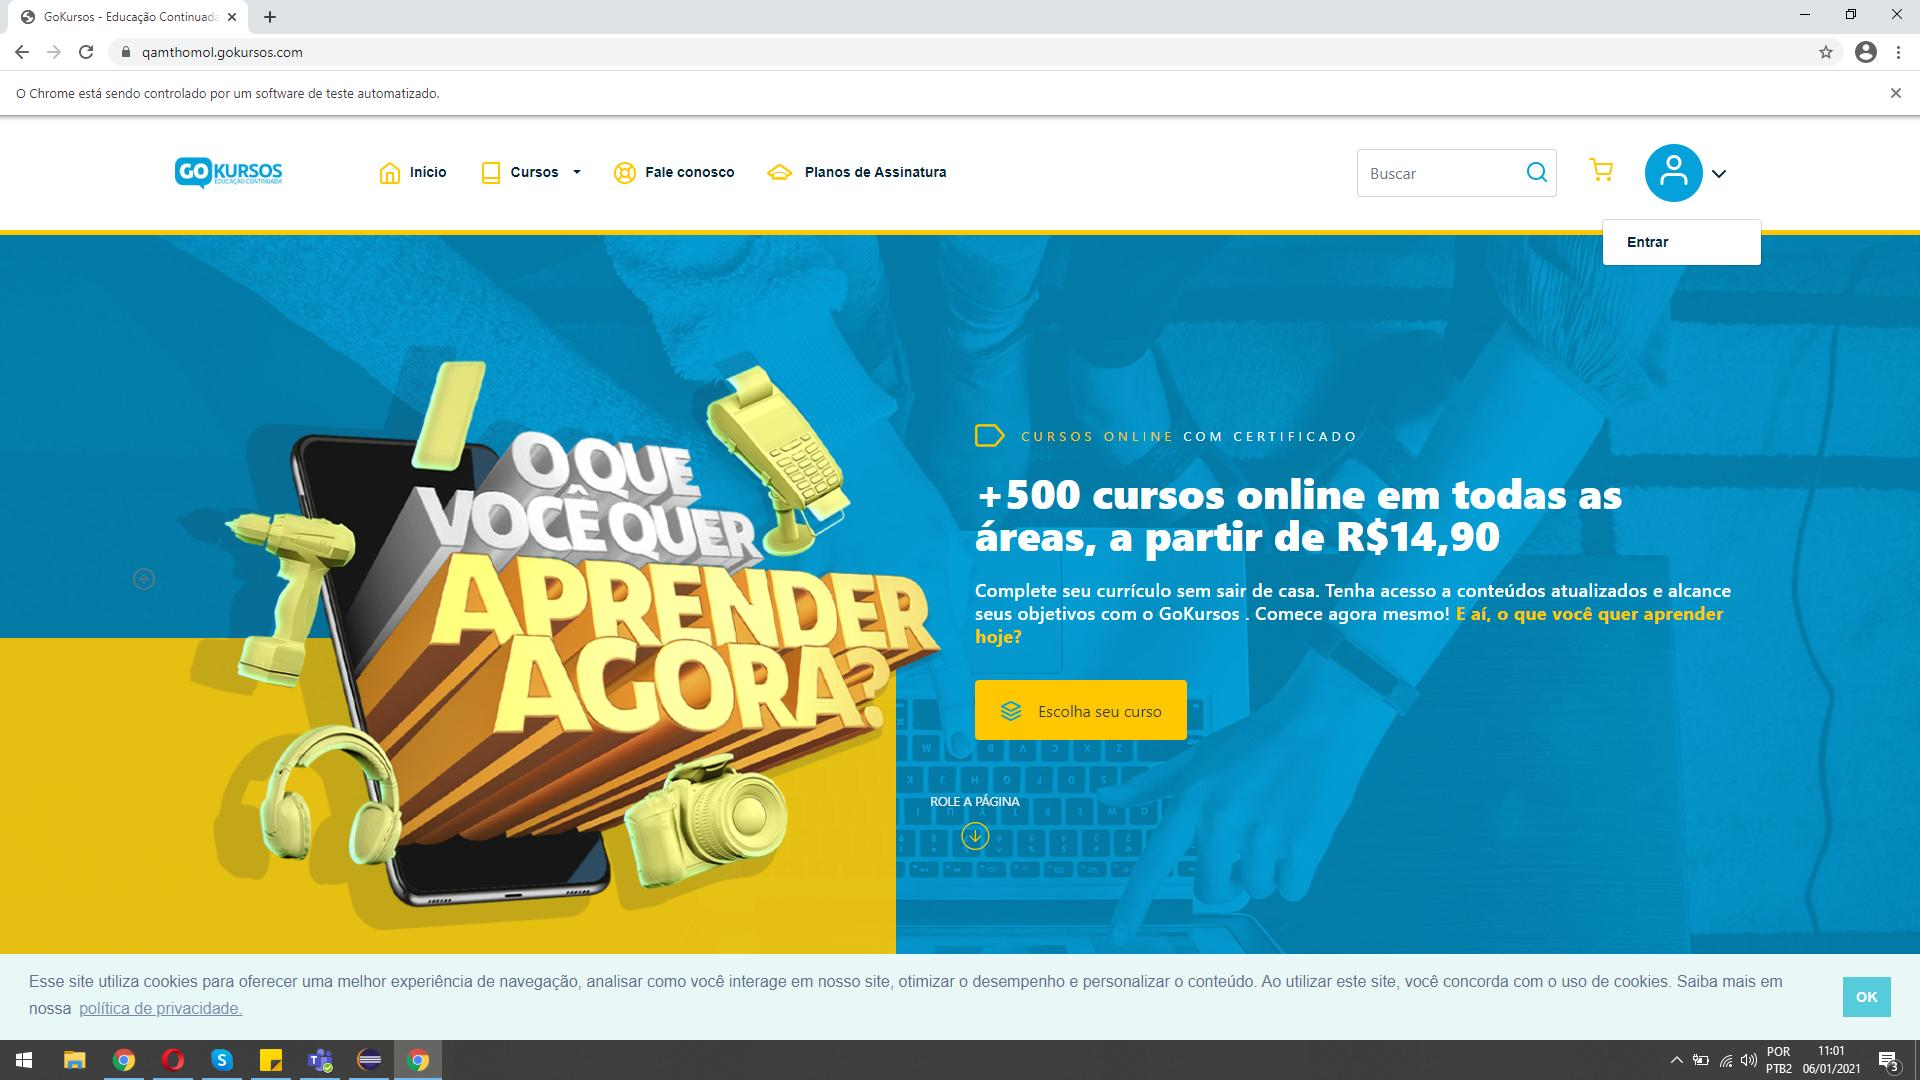 GoKursos - Educação Continuada
qamthomol.gokursos.com
O Chrome está sendo controlado por um software de teste automatizado.
GO KURSOS
EDUCAÇÃO CONTINUADA
Início
Cursos
Fale conosco
Planos de Assinatura
Buscar
Entrar
O QUE
VOCÊ QUER
APRENDER
AGORA?
CURSOS ONLINE COM CERTIFICADO
+500 cursos online em todas as
áreas, a partir de R$14,90
Complete seu currículo sem sair de casa. Tenha acesso a conteúdos atualizados e alcance
seus objetivos com o GoKursos . Comece agora mesmo! E aí, o que você quer aprender
hoje?
Escolha seu curso
ROLE A PÁGINA
Esse site utiliza cookies para oferecer uma melhor experiência de navegação, analisar como você interage em nosso site, otimizar o desempenho e personalizar o conteúdo. Ao utilizar este site, você concorda com o uso de cookies. Saiba mais em
nossa política de privacidade.
OK
POR
PTB2
11:01
06/01/2021
3